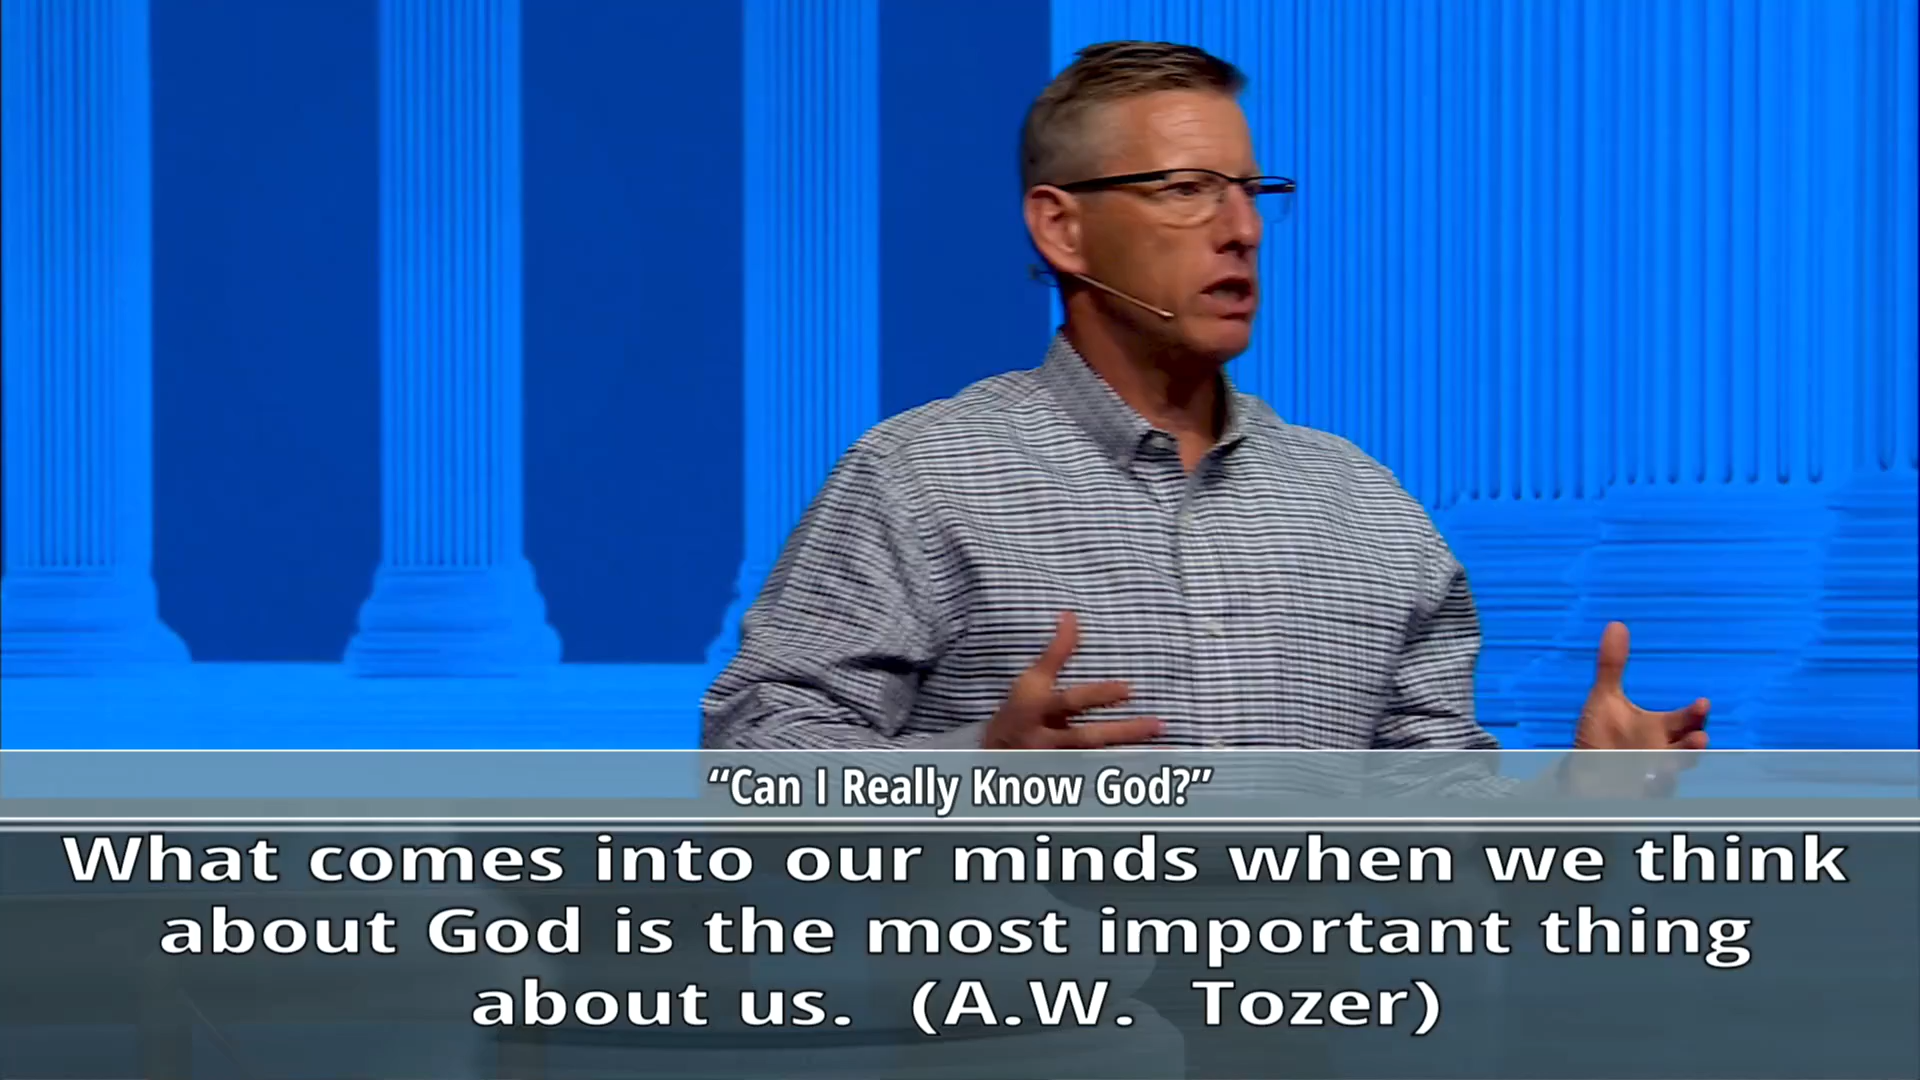 “Can I Really Know God?”
What comes into our minds when we think
about God is the most important thing
about us. (A.W. Tozer)